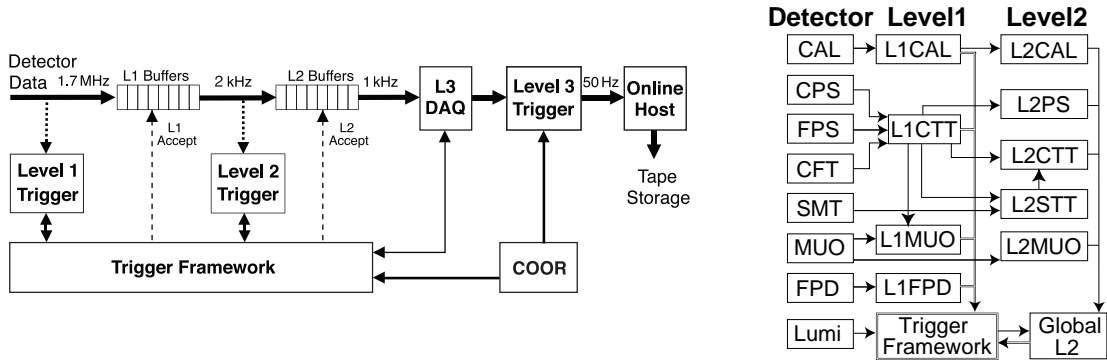 Detector
Data
1.7 MHz
L1 Buffers
2 kHz
L2 Buffers
1 kHz
L3
DAQ
Level 3
Trigger
50 Hz
Online
Host
L1
Accept
L2
Accept
Level 1
Trigger
Level 2
Trigger
Tape
Storage
Trigger Framework
COOR
Detector Level1 Level2
CAL L1CAL L2CAL
CPS L2PS
FPS L1CTT
CFT L2CTT
SMT L2STT
MUO L1MUO L2MUO
FPD L1FPD
Lumi
Trigger
Framework
Global
L2